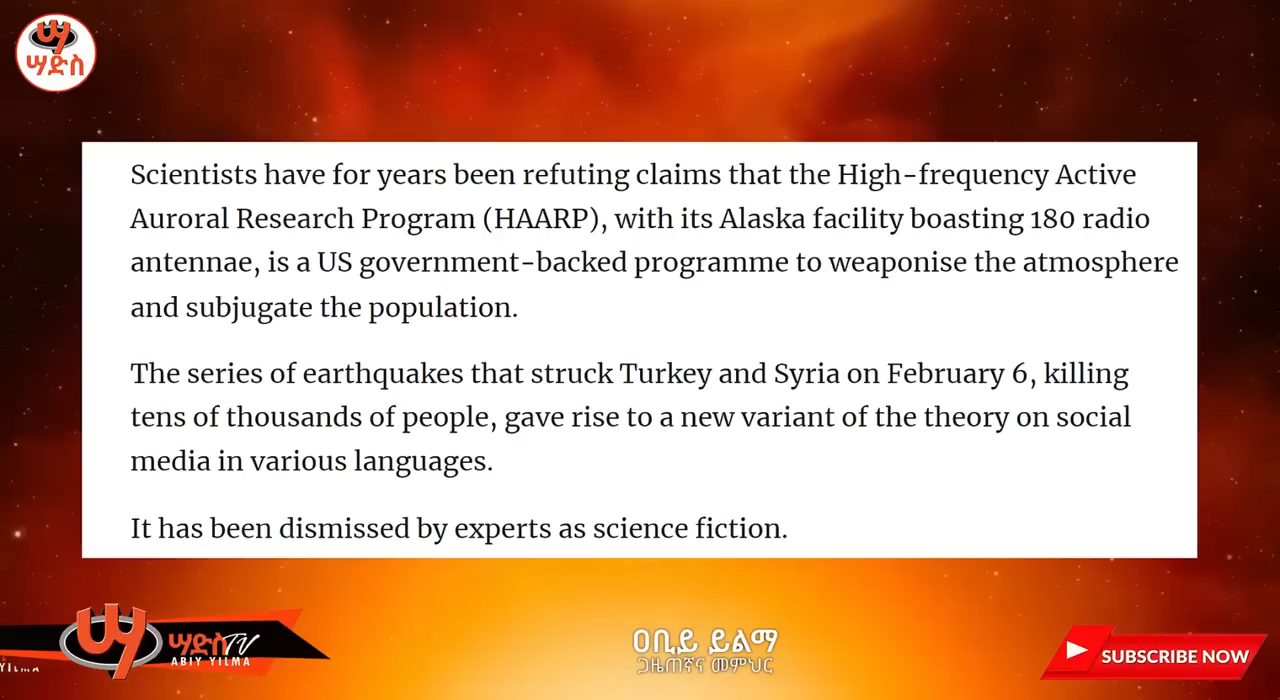 ሣድስ
Scientists have for years been refuting claims that the High-frequency Active
Auroral Research Program (HAARP), with its Alaska facility boasting 180 radio
antennae, is a US government-backed programme to weaponise the atmosphere
and subjugate the population.
The series of earthquakes that struck Turkey and Syria on February 6, killing
tens of thousands of people, gave rise to a new variant of the theory on social
media in various languages.
It has been dismissed by experts as science fiction.
ሣ
ሣድስ TV
ABIY YILMA
YILMA
ዐቢይ ይልማ
ጋዜጠኛና መምህር
SUBSCRIBE NOW